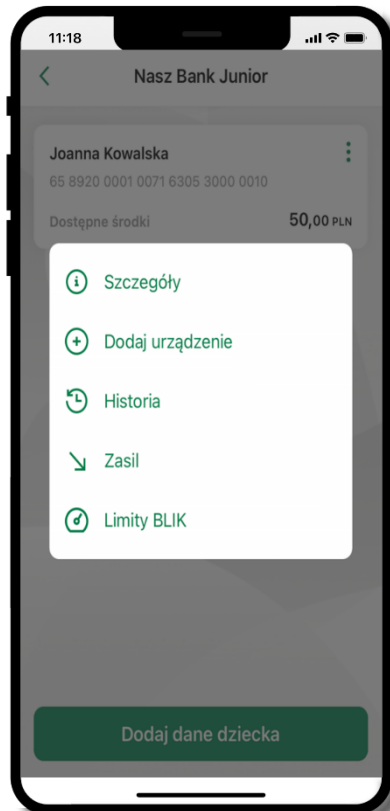 11:18
Nasz Bank Junior
Joanna Kowalska
65 8920 0001 0071 6305 3000 0010
Dostępne środki 50,00 PLN
Szczegóły
Dodaj urządzenie
Historia
Zasil
Limity BLIK
Dodaj dane dziecka